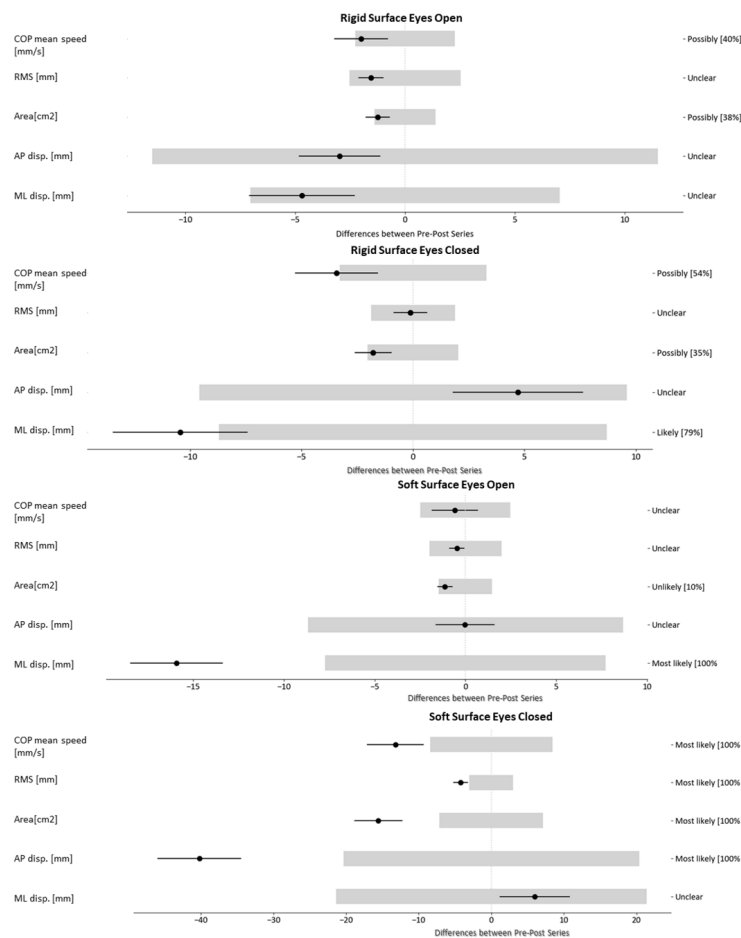 Rigid Surface Eyes Open
COP mean speed
[mm/s]
- Possibly [40%]
RMS [mm]
- Unclear
Area[cm2]
- Possibly [38%]
AP disp. [mm]
- Unclear
ML disp. [mm]
- Unclear
−10 −5 0 5 10
Differences between Pre-Post Series
Rigid Surface Eyes Closed
COP mean speed
[mm/s]
- Possibly [54%]
RMS [mm]
- Unclear
Area[cm2]
- Possibly [35%]
AP disp. [mm]
- Unclear
ML disp. [mm]
- Likely [79%]
−10 −5 0 5 10
Differences between Pre-Post Series
Soft Surface Eyes Open
COP mean speed
[mm/s]
- Unclear
RMS [mm]
- Unclear
Area[cm2]
- Unlikely [10%]
AP disp. [mm]
- Unclear
ML disp. [mm]
- Most likely [100%
−15 −10 −5 0 5 10
Differences between Pre-Post Series
Soft Surface Eyes Closed
COP mean speed
[mm/s]
- Most likely [100%
RMS [mm]
- Most likely [100%
Area[cm2]
- Most likely [100%
AP disp. [mm]
- Most likely [100%
ML disp. [mm]
- Unclear
−40 −30 −20 −10 0 10 20
Differences between Pre-Post Series